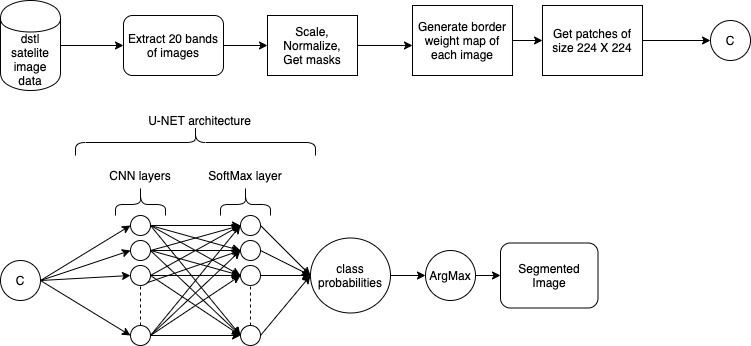 dstl
satelite
image
data
Extract 20 bands
of images
Scale,
Normalize,
Get masks
Generate border
weight map of
each image
Get patches of
size 224 X 224
C
U-NET architecture
CNN layers
SoftMax layer
C
class
probabilities
ArgMax
Segmented
Image